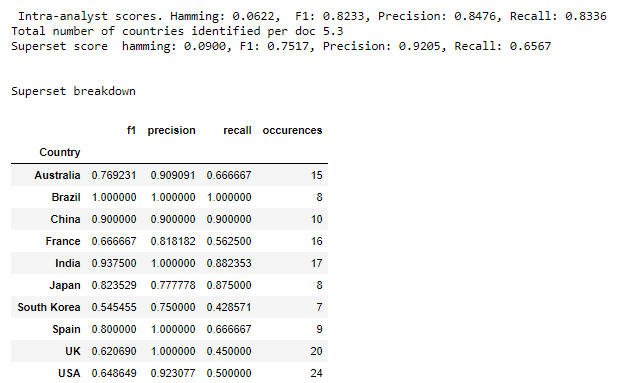 Intra-analyst scores. Hamming: 0.0622,  F1: 0.8233, Precision: 0.8476, Recall: 0.8336
Total number of countries identified per doc 5.3
Superset score  hamming: 0.0900, F1: 0.7517, Precision: 0.9205, Recall: 0.6567
Superset breakdown
f1 precision recall occurences
Country
Australia 0.769231 0.909091 0.666667 15
Brazil 1.000000 1.000000 1.000000 8
China 0.900000 0.900000 0.900000 10
France 0.666667 0.818182 0.562500 16
India 0.937500 1.000000 0.882353 17
Japan 0.823529 0.777778 0.875000 8
South Korea 0.545455 0.750000 0.428571 7
Spain 0.800000 1.000000 0.666667 9
UK 0.620690 1.000000 0.450000 20
USA 0.648649 0.923077 0.500000 24